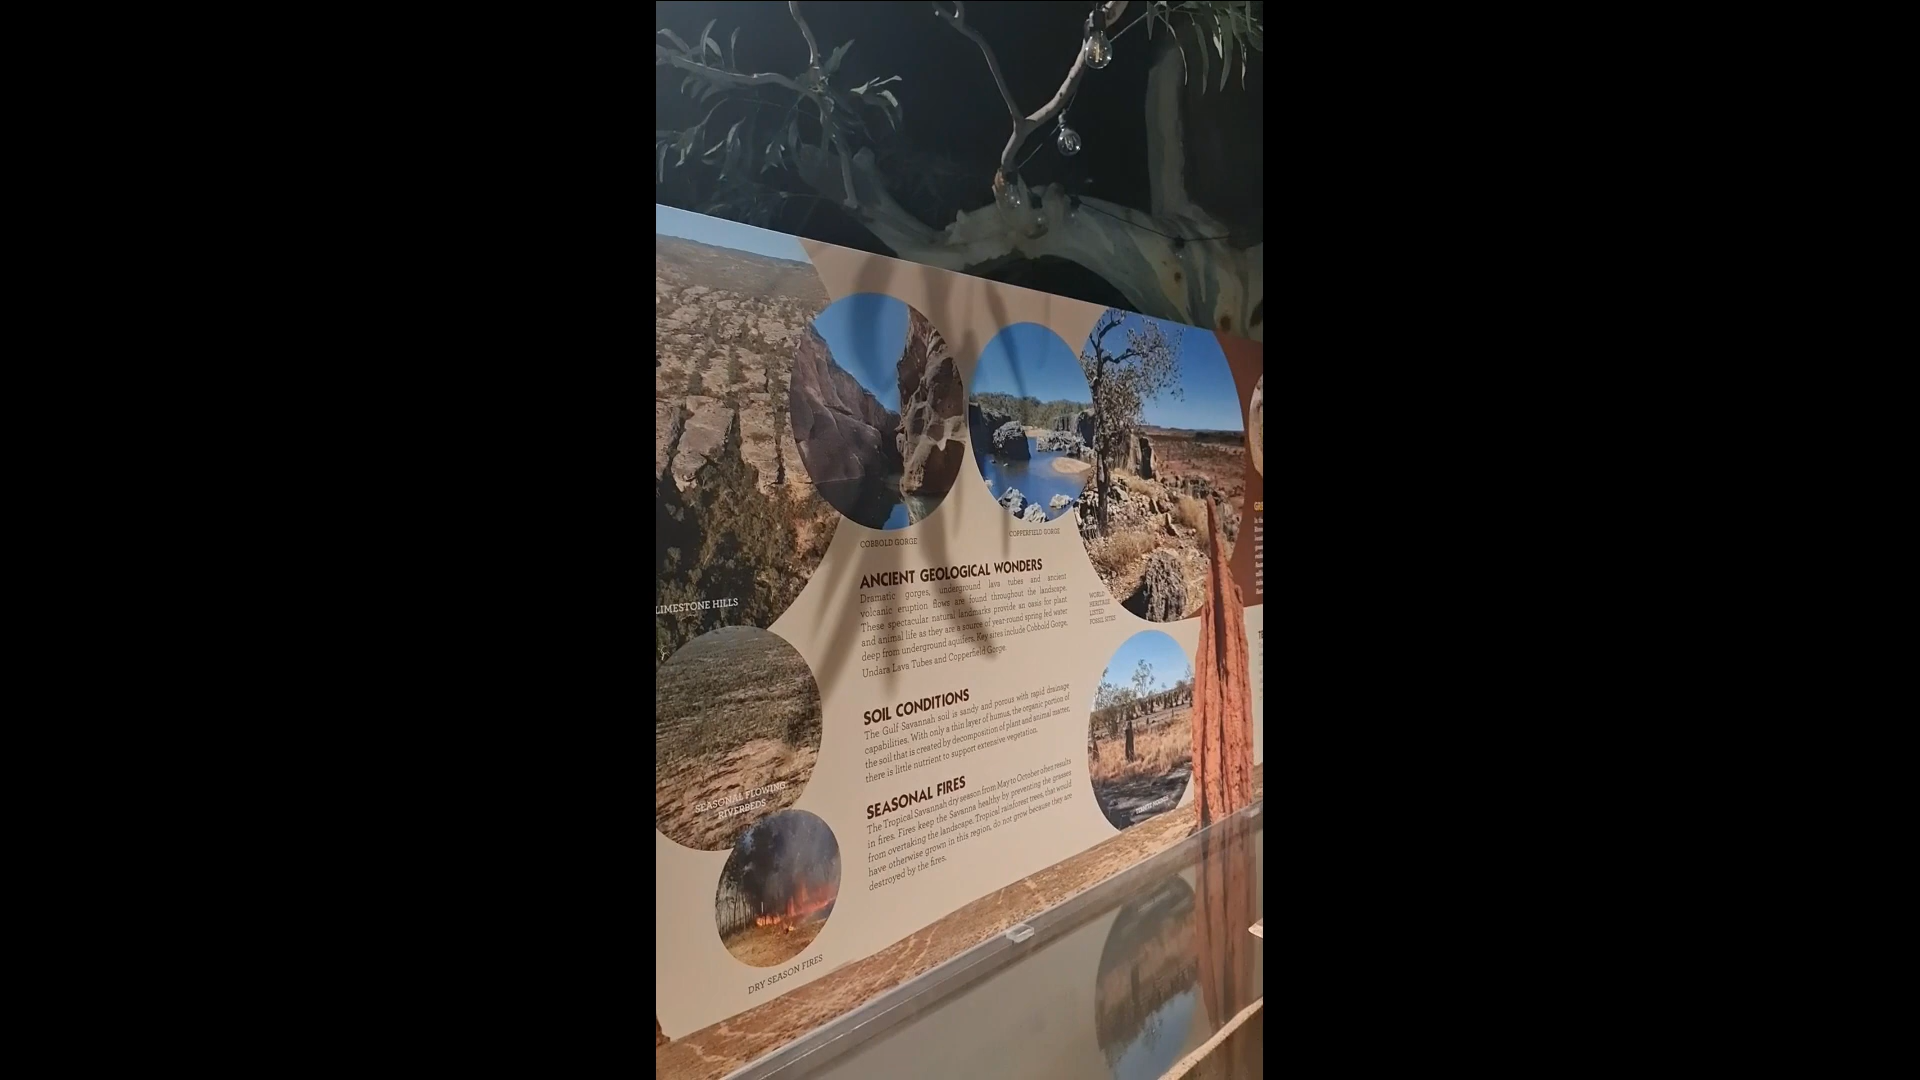 COBBOLD GORGE
COPPERFIELD GORGE
ANCIENT GEOLOGICAL WONDERS
Dramatic gorges, underground lava tubes and ancient
volcanic eruption flows are found throughout the landscape.
These spectacular natural landmarks provide an oasis for plant
and animal life as they are a source of year-round spring fed water
deep from underground aquifers. Key sites include Cobbold Gorge,
Undara Lava Tubes and Copperfield Gorge.
LIMESTONE HILLS
WORLD
HERITAGE
LISTED
FOSSIL SITES
SOIL CONDITIONS
The Gulf Savannah soil is sandy and porous with rapid drainage
capabilities. With only a thin layer of humus, the organic portion of
the soil that is created by decomposition of plant and animal matter,
there is little nutrient to support extensive vegetation.
SEASONAL FLOWING
RIVERBEDS
SEASONAL FIRES
The Tropical Savannah dry season from May to October often results
in fires. Fires keep the Savanna healthy by preventing the grasses
from overtaking the landscape. Tropical rainforest trees, that would
have otherwise grown in this region, do not grow because they are
destroyed by the fires.
TERMITE MOUNDS
DRY SEASON FIRES